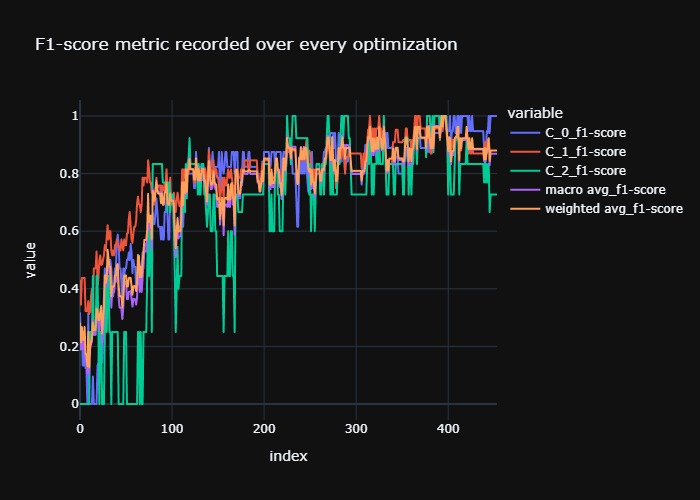 F1-score metric recorded over every optimization
variable
C_0_f1-score
C_1_f1-score
C_2_f1-score
macro avg_f1-score
weighted avg_f1-score
1
0.8
0.6
0.4
0.2
0
value
0
100
200
300
400
index